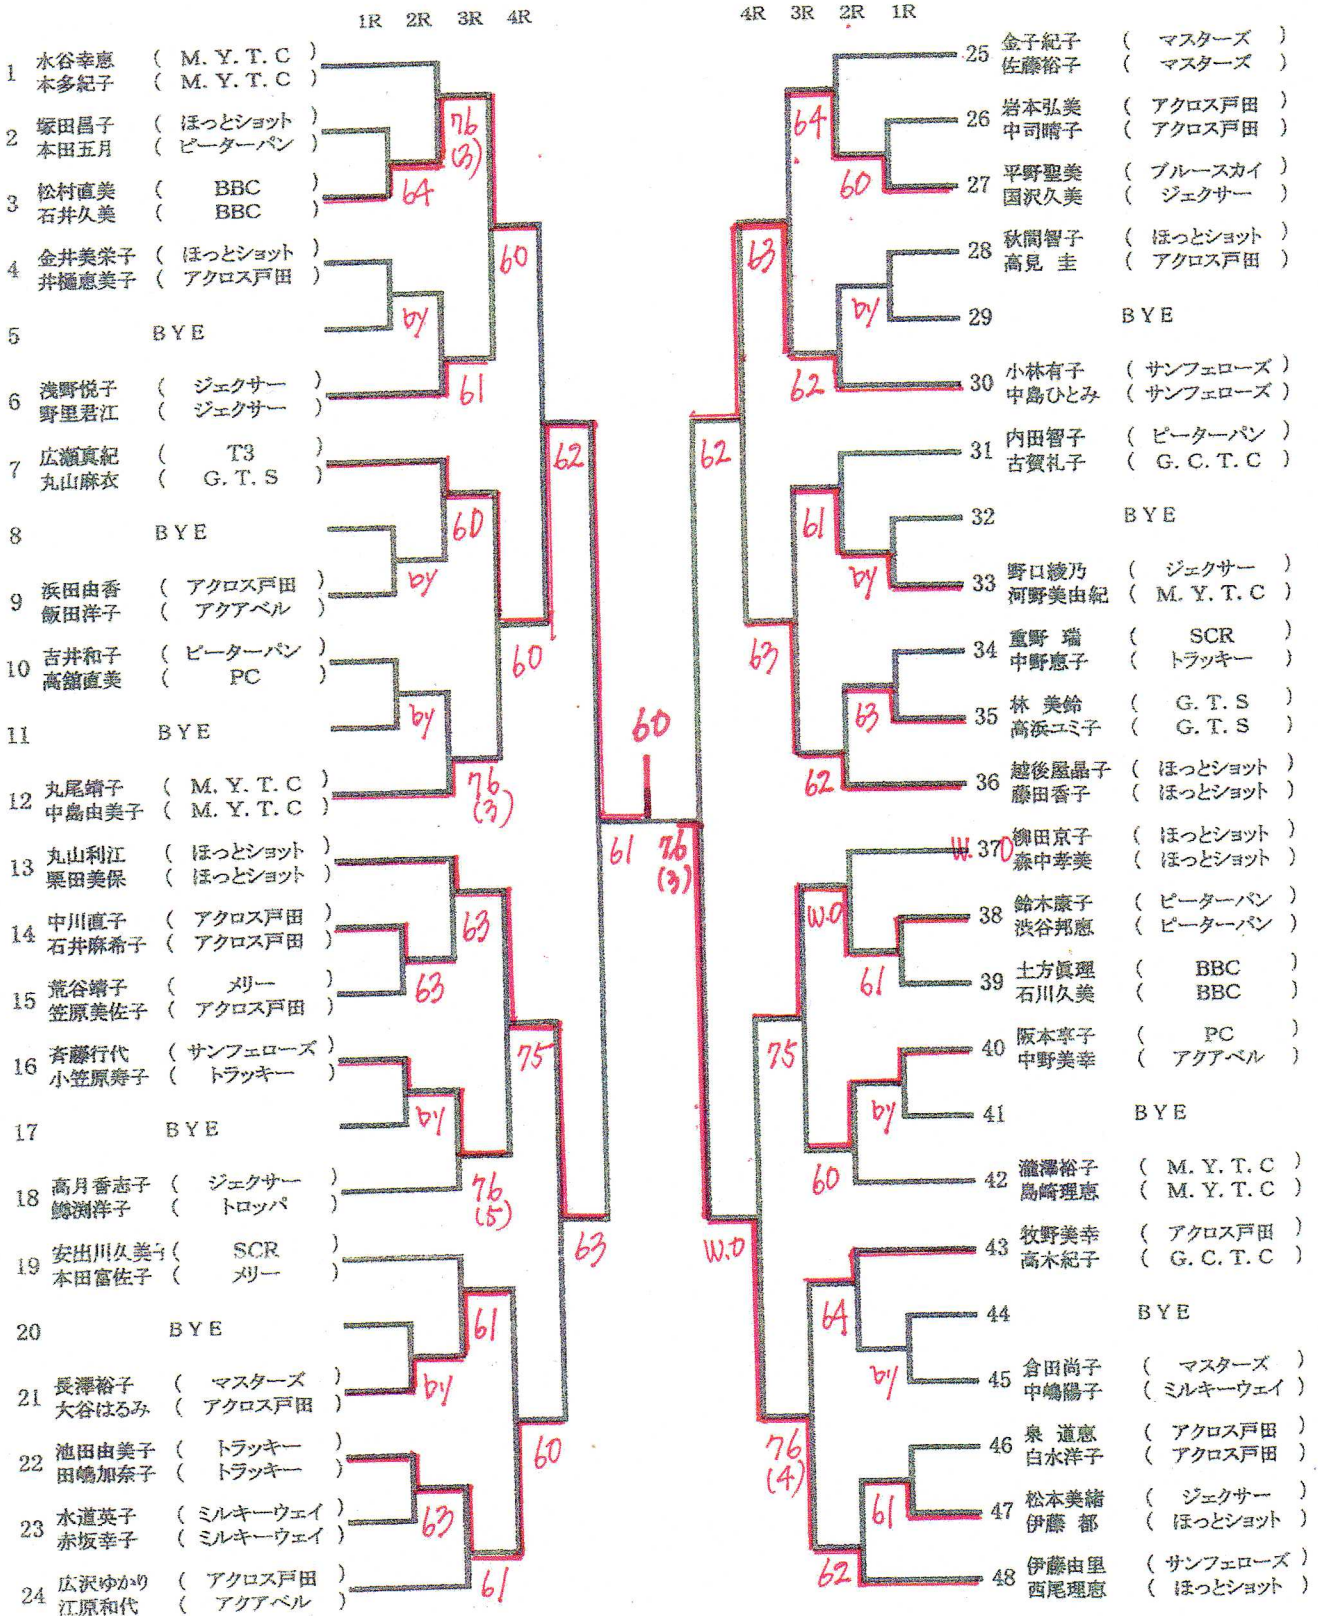 1R 2R 3R 4R
1 水谷幸恵 ( M. Y. T. C )
本多紀子 ( M. Y. T. C )
2 塚田昌子 ( ほっとショット )
本田五月 ( ピーターパン )
3 松村直美 ( BBC )
石井久美 ( BBC )
4 金井美栄子 ( ほっとショット )
井樋恵美子 ( アクロス戸田 )
5 BYE
6 浅野悦子 ( ジェクサー )
野里君江 ( ジェクサー )
7 広瀬真紀 ( T3 )
丸山麻衣 ( G. T. S )
8 BYE
9 浜田由香 ( アクロス戸田 )
飯田洋子 ( アクアベル )
10 吉井和子 ( ピーターパン )
高舘直美 ( PC )
11 BYE
12 丸尾靖子 ( M. Y. T. C )
中島由美子 ( M. Y. T. C )
13 丸山利江 ( ほっとショット )
栗田美保 ( ほっとショット )
14 中川直子 ( アクロス戸田 )
石井麻希子 ( アクロス戸田 )
15 荒谷靖子 ( メリー )
笠原美佐子 ( アクロス戸田 )
16 斉藤行代 ( サンフェローズ )
小笠原寿子 ( トラッキー )
17 BYE
18 高月香志子 ( ジェクサー )
鱒渕洋子 ( トロッパ )
19 安出川久美子 ( SCR )
本田富佐子 ( メリー )
20 BYE
21 長澤裕子 ( マスターズ )
大谷はるみ ( アクロス戸田 )
22 池田由美子 ( トラッキー )
田嶋加奈子 ( トラッキー )
23 水道英子 ( ミルキーウェイ )
赤坂幸子 ( ミルキーウェイ )
24 広沢ゆかり ( アクロス戸田 )
江原和代 ( アクアベル )
64
by
by
by
63
by
by
63
76
(3)
61
60
76
(3)
63
76
(5)
61
61
60
60
75
60
62
63
61
60
76
(3)
4R 3R 2R 1R
25 金子紀子 ( マスターズ )
佐藤裕子 ( マスターズ )
26 岩本弘美 ( アクロス戸田 )
中司晴子 ( アクロス戸田 )
27 平野聖美 ( ブルースカイ )
国沢久美 ( ジェクサー )
28 秋間智子 ( ほっとショット )
高見 圭 ( アクロス戸田 )
29 BYE
30 小林有子 ( サンフェローズ )
中島ひとみ ( サンフェローズ )
31 内田智子 ( ピーターパン )
古賀礼子 ( G. C. T. C )
32 BYE
33 野口綾乃 ( ジェクサー )
河野美由紀 ( M. Y. T. C )
34 重野 瑞 ( SCR )
中野恵子 ( トラッキー )
35 林 美鈴 ( G. T. S )
高浜ユミ子 ( G. T. S )
36 越後屋晶子 ( ほっとショット )
藤田香子 ( ほっとショット )
W. 37 O 柳田京子 ( ほっとショット )
森中孝美 ( ほっとショット )
38 鈴木康子 ( ピーターパン )
渋谷邦恵 ( ピーターパン )
39 土方眞理 ( BBC )
石川久美 ( BBC )
40 阪本享子 ( PC )
中野美幸 ( アクアベル )
41 BYE
42 瀧澤裕子 ( M. Y. T. C )
島崎理恵 ( M. Y. T. C )
43 牧野美幸 ( アクロス戸田 )
高木紀子 ( G. C. T. C )
44 BYE
45 倉田尚子 ( マスターズ )
中嶋陽子 ( ミルキーウェイ )
46 泉 道恵 ( アクロス戸田 )
白水洋子 ( アクロス戸田 )
47 松本美緒 ( ジェクサー )
伊藤 都 ( ほっとショット )
48 伊藤由里 ( サンフェローズ )
西尾理恵 ( ほっとショット )
60
by
by
63
61
by
by
61
64
62
61
62
W.O
60
64
62
63
63
75
76
(4)
62
W.O